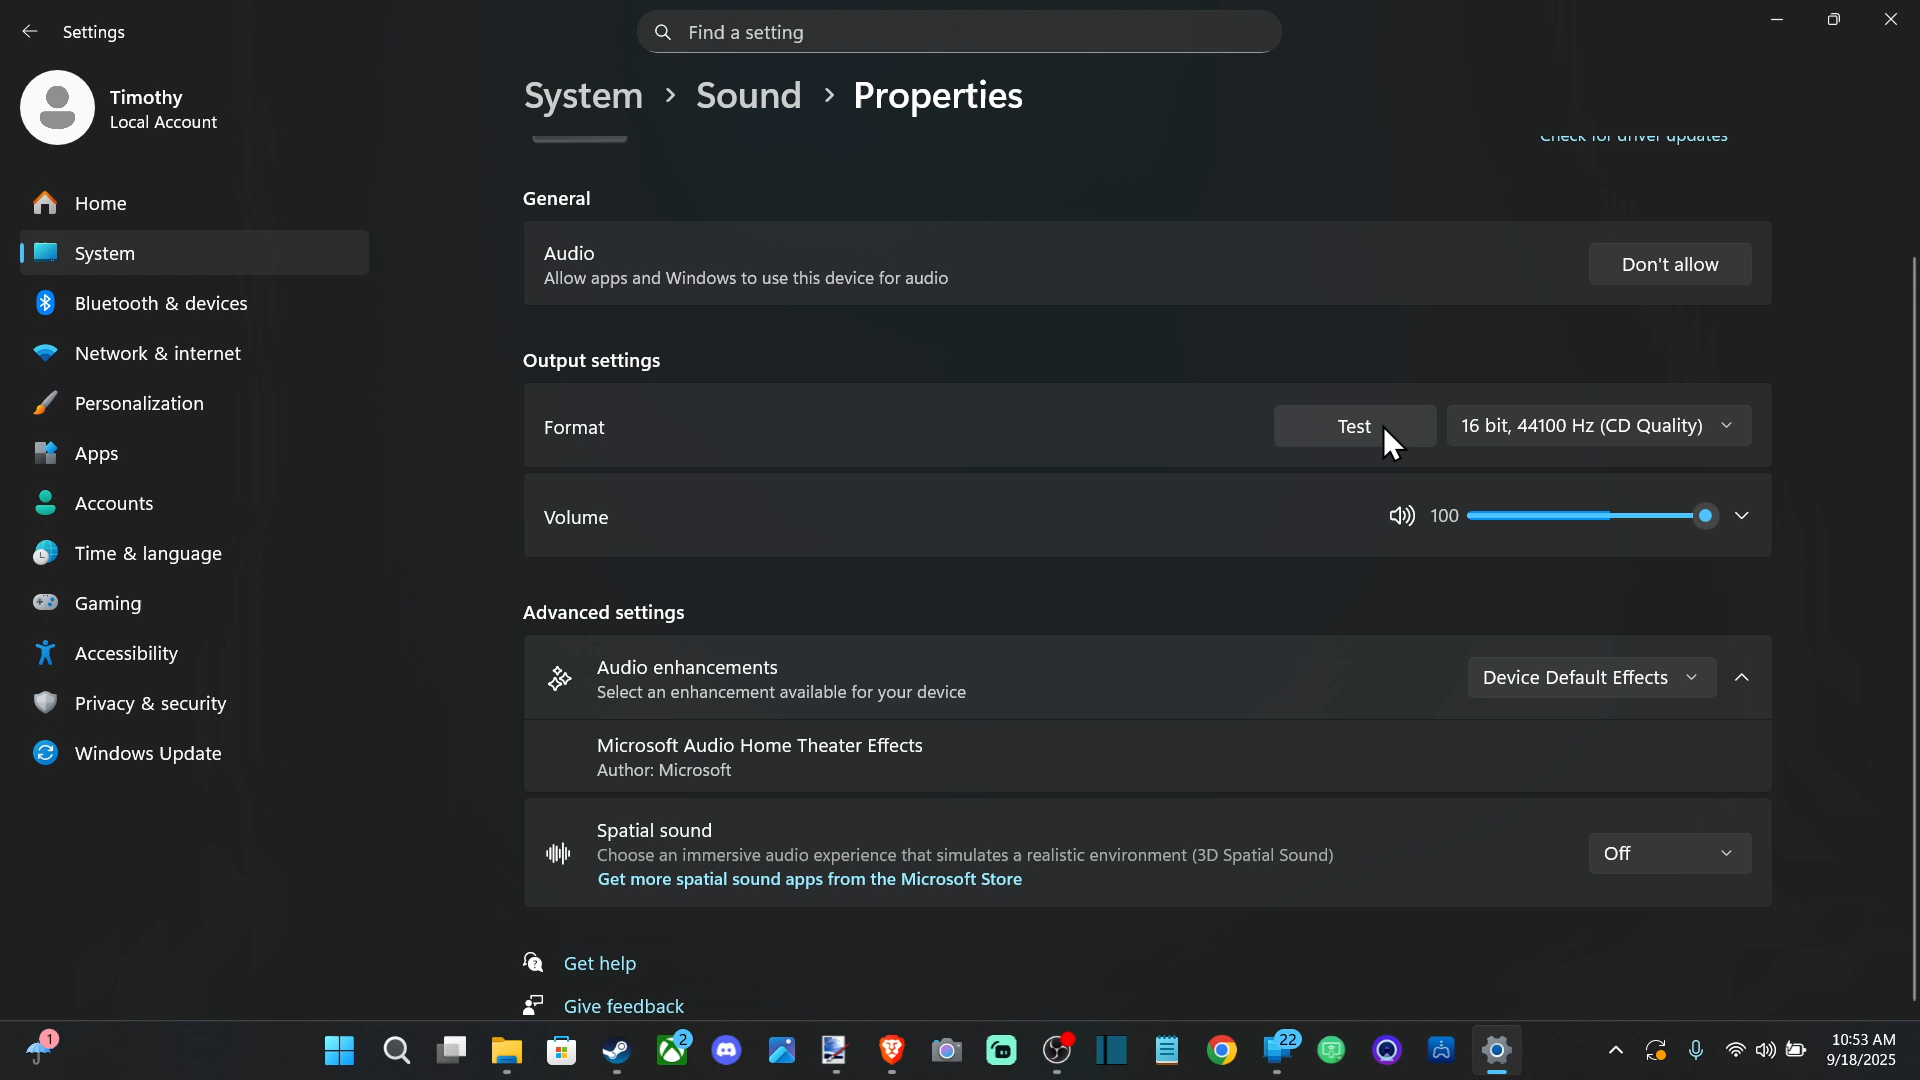 Settings
Find a setting
Timothy
Local Account
System > Sound > Properties
Check for driver updates
Home
System
Bluetooth & devices
Network & internet
Personalization
Apps
Accounts
Time & language
Gaming
Accessibility
Privacy & security
Windows Update
General
Audio
Allow apps and Windows to use this device for audio
Don't allow
Output settings
Format
Test
16 bit, 44100 Hz (CD Quality)
Volume
100
Advanced settings
Audio enhancements
Select an enhancement available for your device
Device Default Effects
Microsoft Audio Home Theater Effects
Author: Microsoft
Spatial sound
Choose an immersive audio experience that simulates a realistic environment (3D Spatial Sound)
Get more spatial sound apps from the Microsoft Store
Off
Get help
Give feedback
1
2
22
10:53 AM
9/18/2025